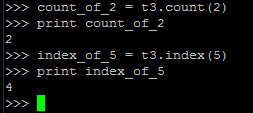 >>> count_of_2 = t3.count(2)
>>> print count_of_2
2
>>> index_of_5 = t3.index(5)
>>> print index_of_5
4
>>>